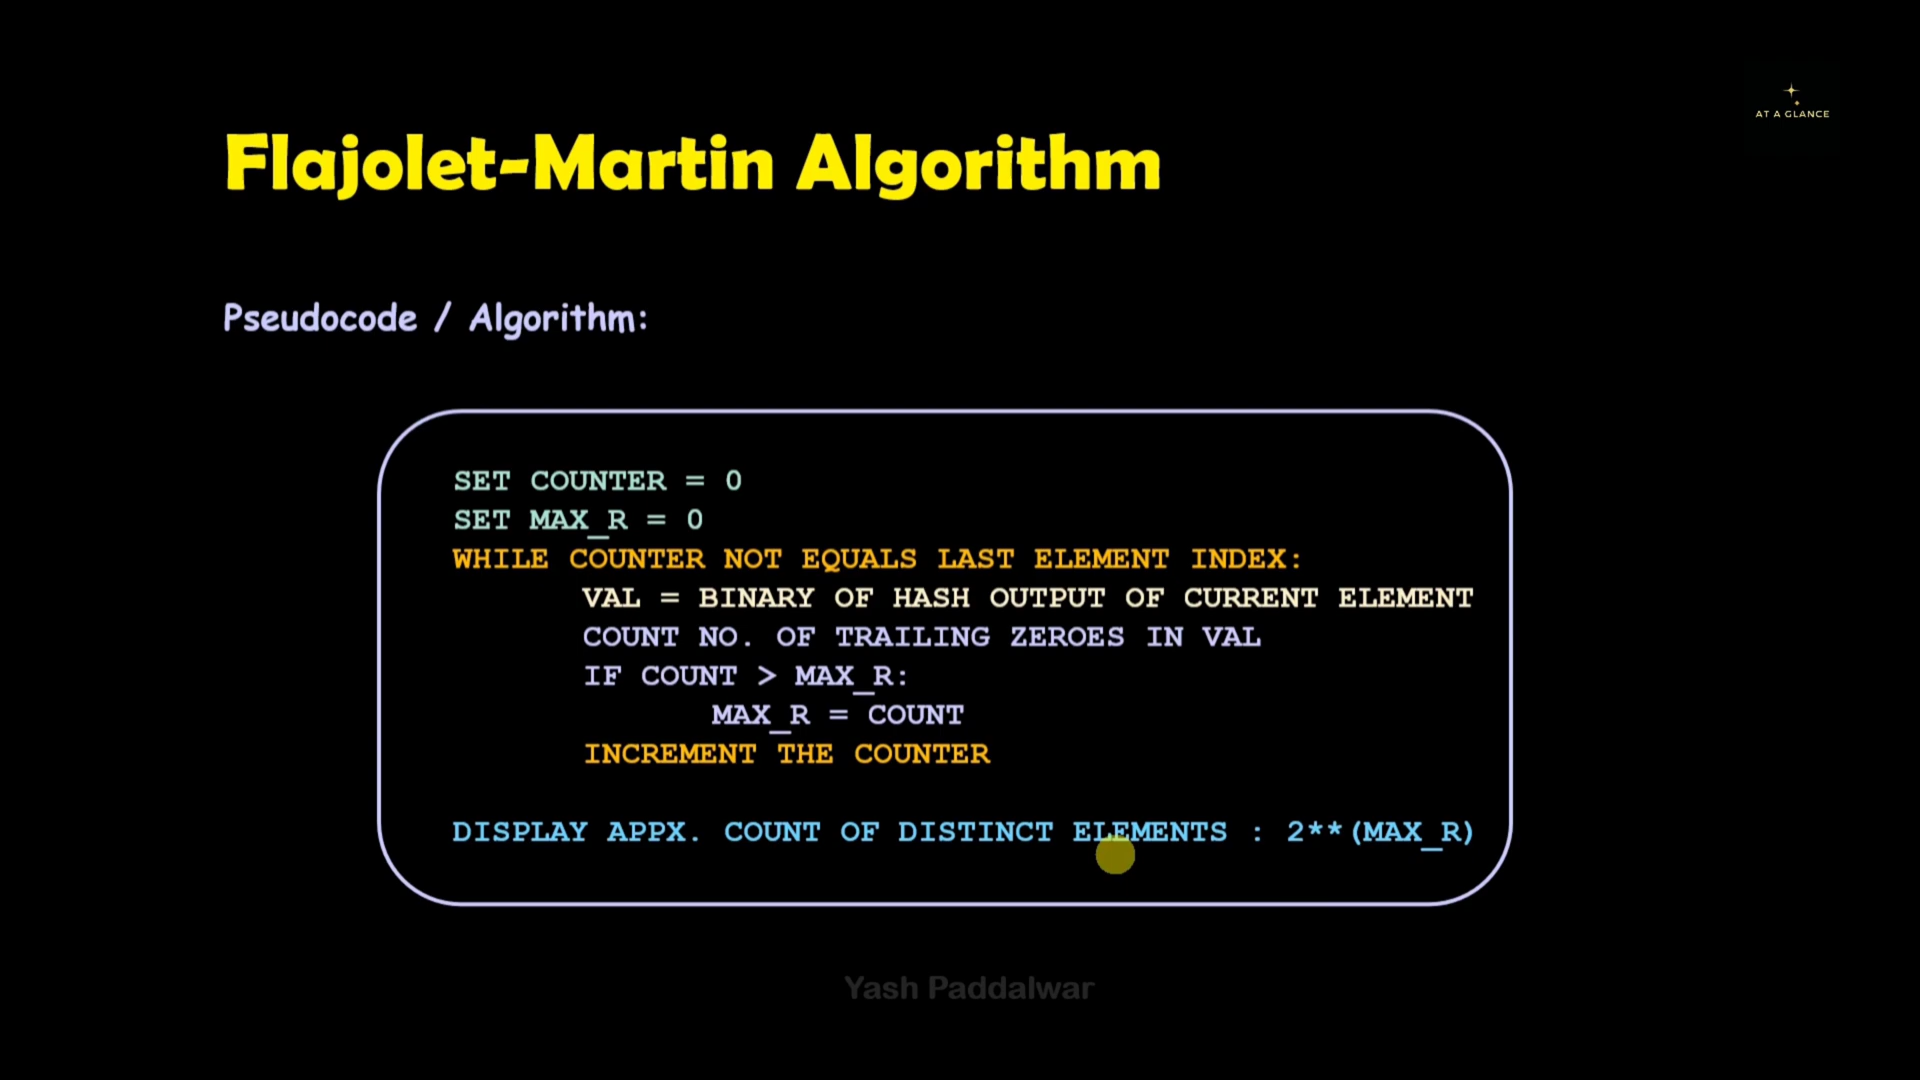 AT A GLANCE
Flajolet-Martin Algorithm
Pseudocode / Algorithm:
SET COUNTER = 0
SET MAX_R = 0
WHILE COUNTER NOT EQUALS LAST ELEMENT INDEX:
VAL = BINARY OF HASH OUTPUT OF CURRENT ELEMENT
COUNT NO. OF TRAILING ZEROES IN VAL
IF COUNT > MAX_R:
MAX_R = COUNT
INCREMENT THE COUNTER
DISPLAY APPX. COUNT OF DISTINCT ELEMENTS : 2**(MAX_R)
Yash Paddalwar